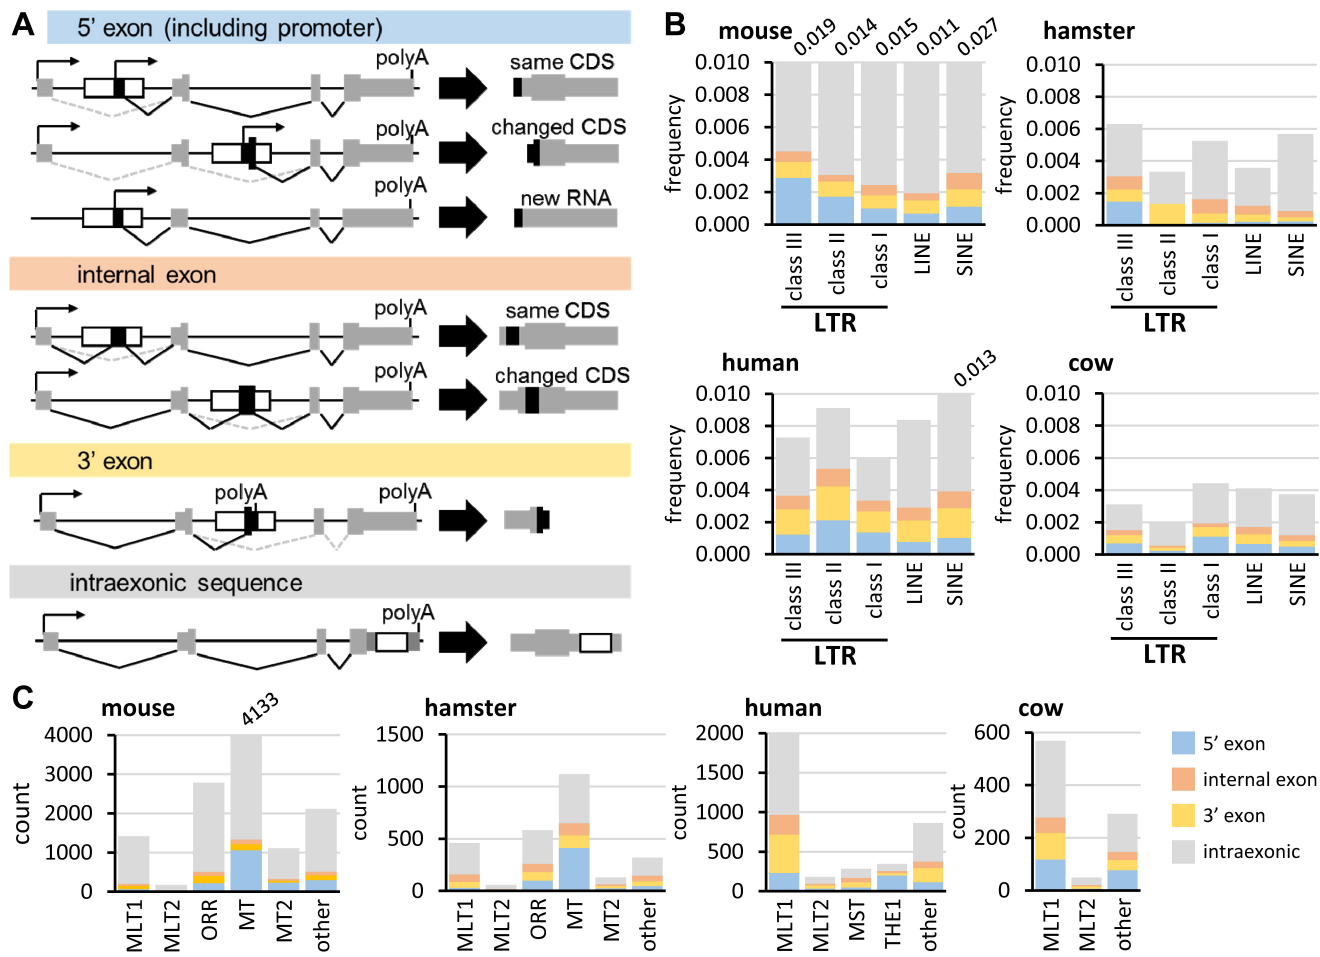 A
5' exon (including promoter)
polyA
same CDS
polyA
changed CDS
polyA
new RNA
internal exon
polyA
same CDS
polyA
changed CDS
3' exon
polyA
polyA
intraexonic sequence
polyA
B
mouse
0.019
0.014
0.015
0.011
0.027
frequency
0.010
0.008
0.006
0.004
0.002
0.000
class III
class II
class I
LINE
SINE
LTR
hamster
frequency
0.010
0.008
0.006
0.004
0.002
0.000
class III
class II
class I
LINE
SINE
LTR
human
0.013
frequency
0.010
0.008
0.006
0.004
0.002
0.000
class III
class II
class I
LINE
SINE
LTR
cow
frequency
0.010
0.008
0.006
0.004
0.002
0.000
class III
class II
class I
LINE
SINE
LTR
C
mouse
4133
count
4000
3000
2000
1000
0
MLT1
MLT2
ORR
MT
MT2
other
hamster
count
1500
1000
500
0
MLT1
MLT2
ORR
MT
MT2
other
human
count
2000
1500
1000
500
0
MLT1
MLT2
MST
THE1
other
cow
count
600
400
200
0
MLT1
MLT2
other
5' exon
internal exon
3' exon
intraexonic